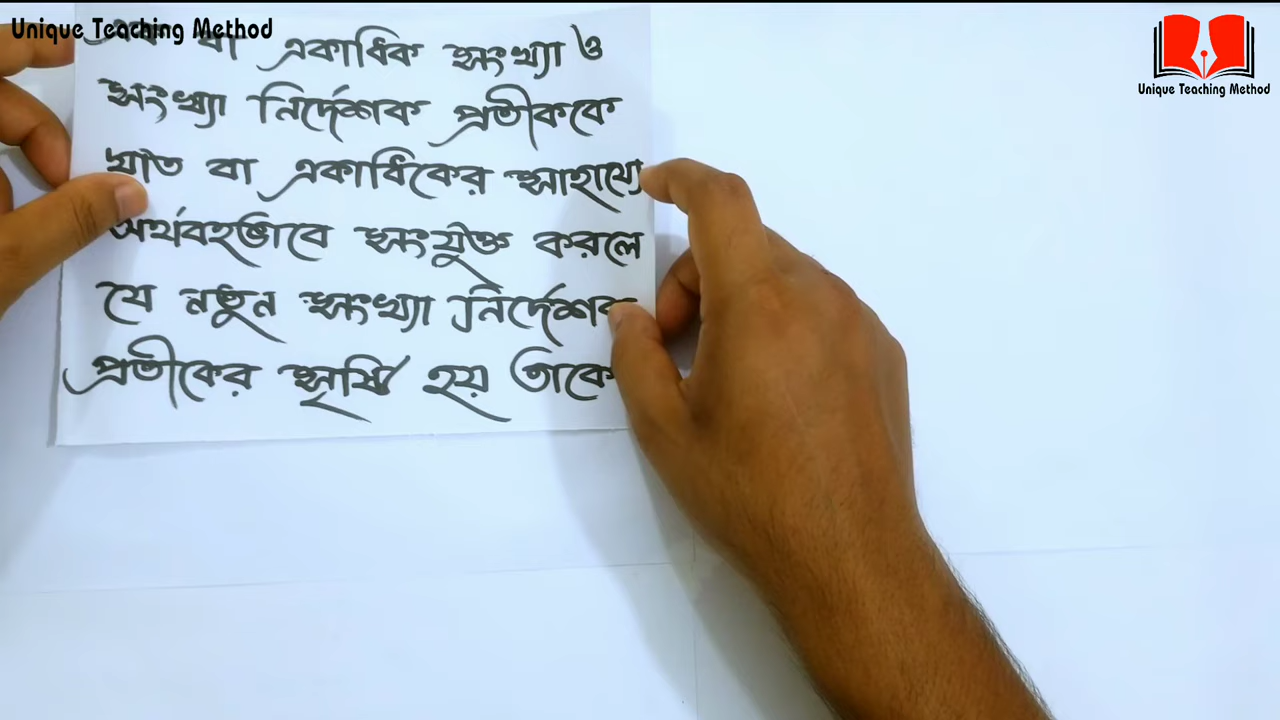 Unique Teaching Method
বা একাধিক সংখ্যা ও
সংখ্যা নির্দেশক প্রতীককে
ঘাত বা একাধিকের সাহায্যে
অর্থবহভাবে সংযুক্ত করলে
যে নতুন সংখ্যা নির্দেশক
প্রতীকের সৃষ্টি হয় তাকে
Unique Teaching Method